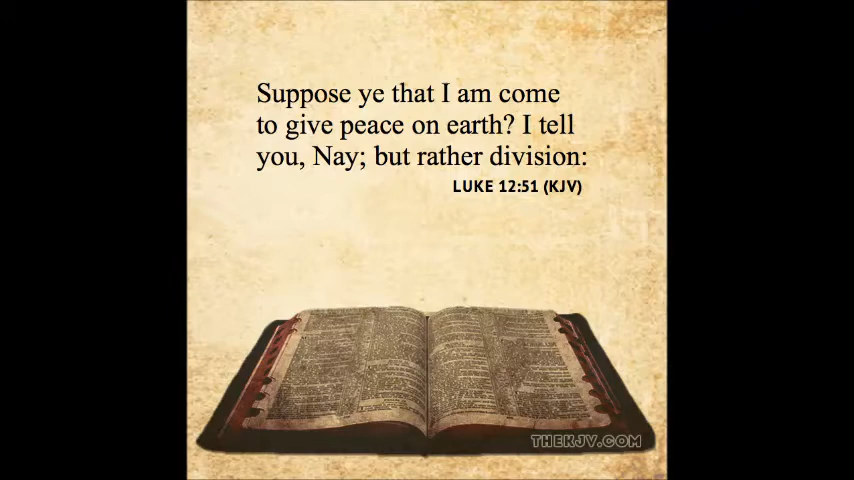 Suppose ye that I am come
to give peace on earth? I tell
you, Nay; but rather division:
LUKE 12:51 (KJV)
THEKJV.COM